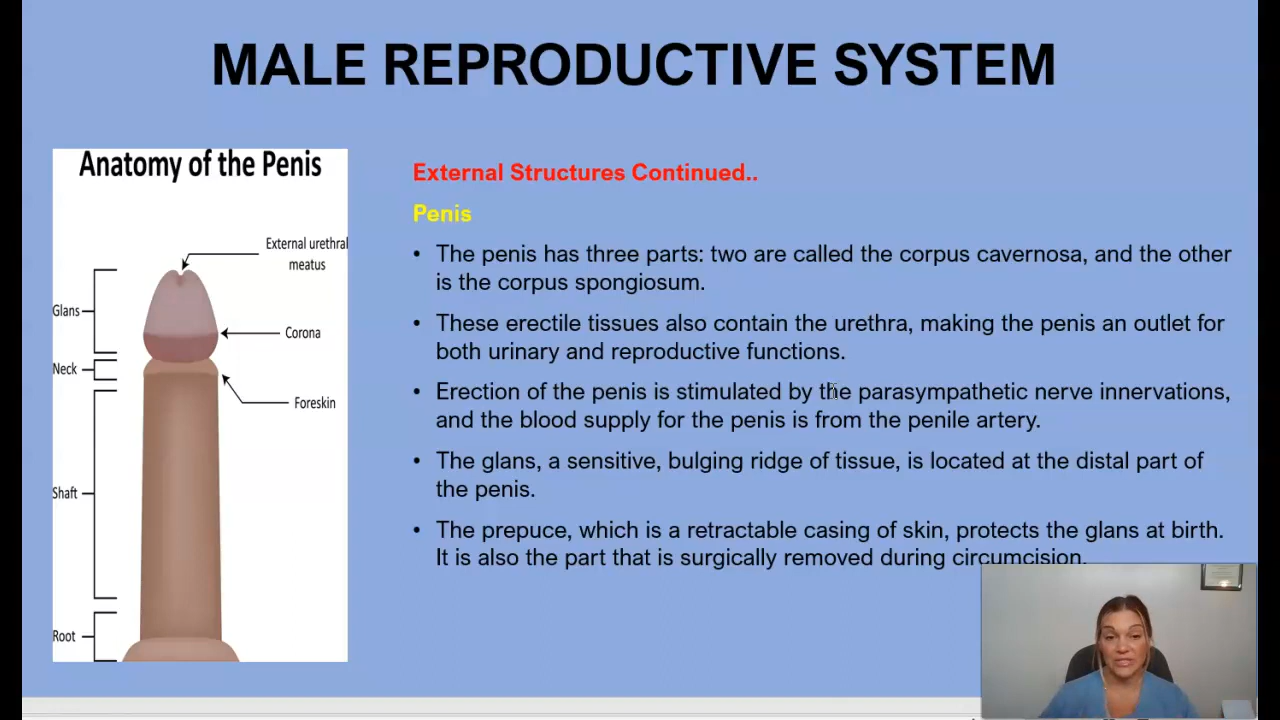 MALE REPRODUCTIVE SYSTEM
Anatomy of the Penis
External urethral
meatus
Glans
Corona
Neck
Foreskin
Shaft
Root
External Structures Continued..
Penis
• The penis has three parts: two are called the corpus cavernosa, and the other
is the corpus spongiosum.
• These erectile tissues also contain the urethra, making the penis an outlet for
both urinary and reproductive functions.
• Erection of the penis is stimulated by the parasympathetic nerve innervations,
and the blood supply for the penis is from the penile artery.
• The glans, a sensitive, bulging ridge of tissue, is located at the distal part of
the penis.
• The prepuce, which is a retractable casing of skin, protects the glans at birth.
It is also the part that is surgically removed during circumcision.